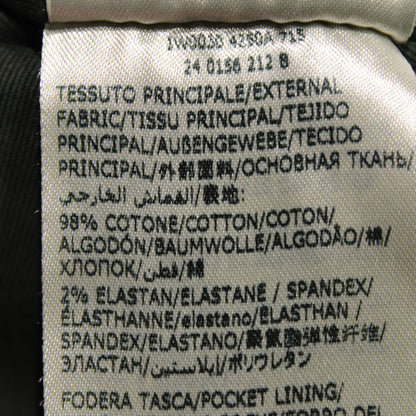 IW0030 4290A 715
24 0156 212 B
TESSUTO PRINCIPALE/EXTERNAL
FABRIC/TISSU PRINCIPAL/TEJIDO
PRINCIPAL/AUßENGEWEBE/TECIDO
PRINCIPAL/外部面料/ОСНОВНАЯ ТКАНЬ/
القماش الخارجي/表地:
98% COTONE/COTTON/COTON/
ALGODÓN/BAUMWOLLE/ALGODÃO/棉/
ХЛОПОК/قطن/綿
2% ELASTAN/ELASTANE / SPANDEX/
ÉLASTHANNE/elastano/ELASTHAN /
SPANDEX/ELASTANO/聚氨酯弹性纤维/
ЭЛАСТАН/إيلاستين/ポリウレタン
FODERA TASCA/POCKET LINING/